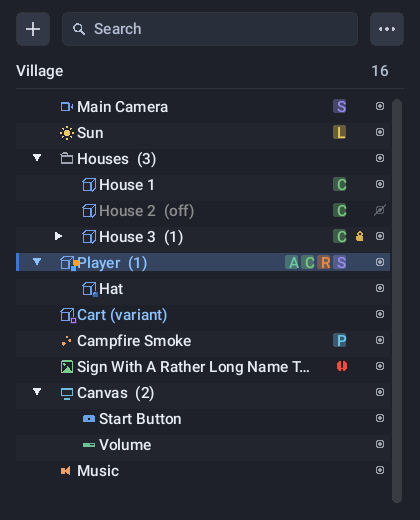 Search
Village 16
Main Camera S
Sun L
Houses (3)
House 1 C
House 2 (off) C
House 3 (1) C
Player (1) A C R S
Hat
Cart (variant)
Campfire Smoke P
Sign With A Rather Long Name T...
Canvas (2)
Start Button
Volume
Music